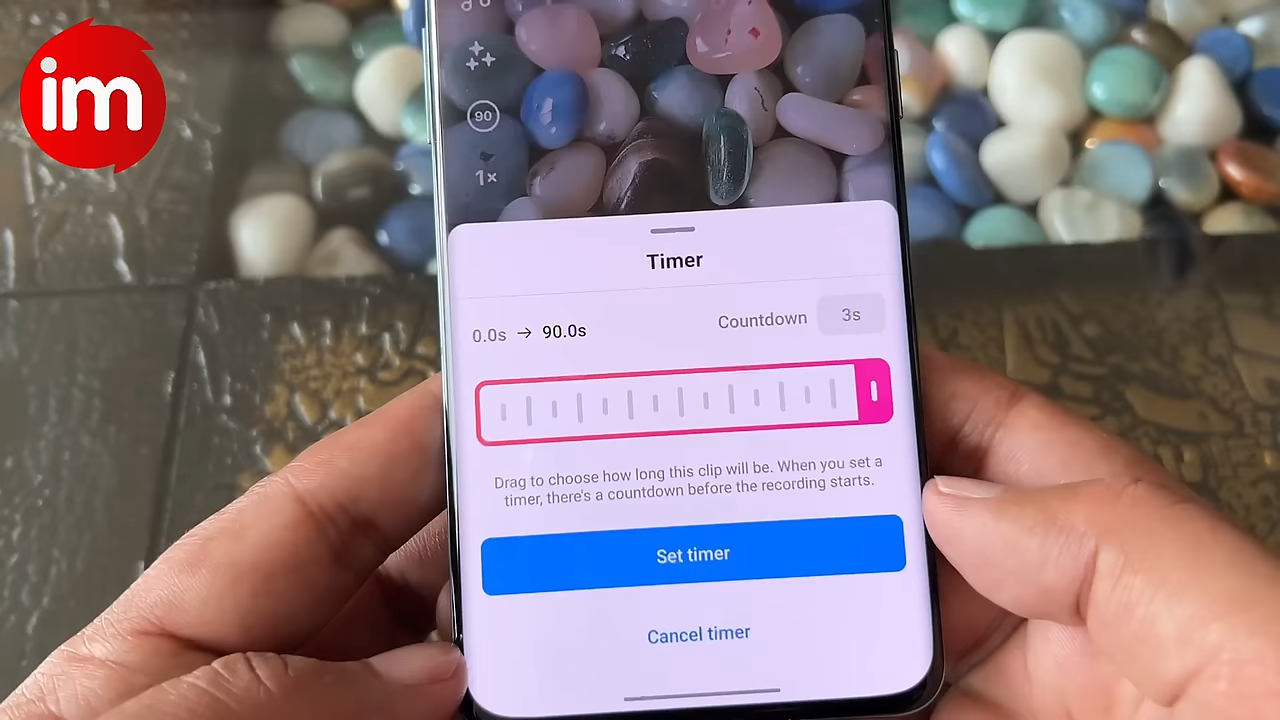 im
90
1×
Timer
0.0s → 90.0s
Countdown 3s
Drag to choose how long this clip will be. When you set a
timer, there's a countdown before the recording starts.
Set timer
Cancel timer